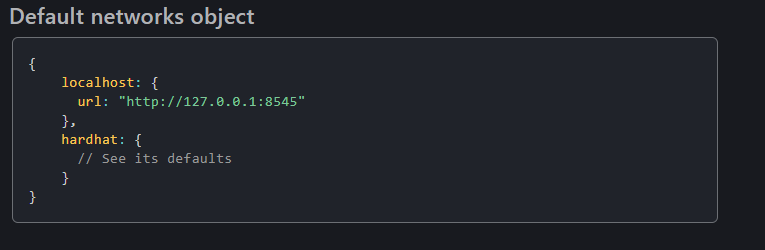 Default networks object
{
    localhost: {
      url: "http://127.0.0.1:8545"
    },
    hardhat: {
      // See its defaults
    }
}